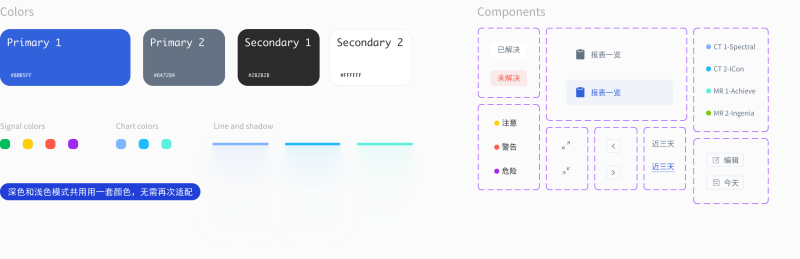 Colors
Primary 1
Primary 2
Secondary 1
Secondary 2
#647284
#2B2B2B
#FFFFFF
Signal colors
Chart colors
Line and shadow
深色和浅色模式共用用一套颜色，无需再次适配
Components
已解决
未解决
报表一览
报表一览
CT 1-Spectral
CT 2-ICon
MR 1-Achieve
MR 2-Ingenia
注意
警告
危险
近三天
近三天
编辑
今天